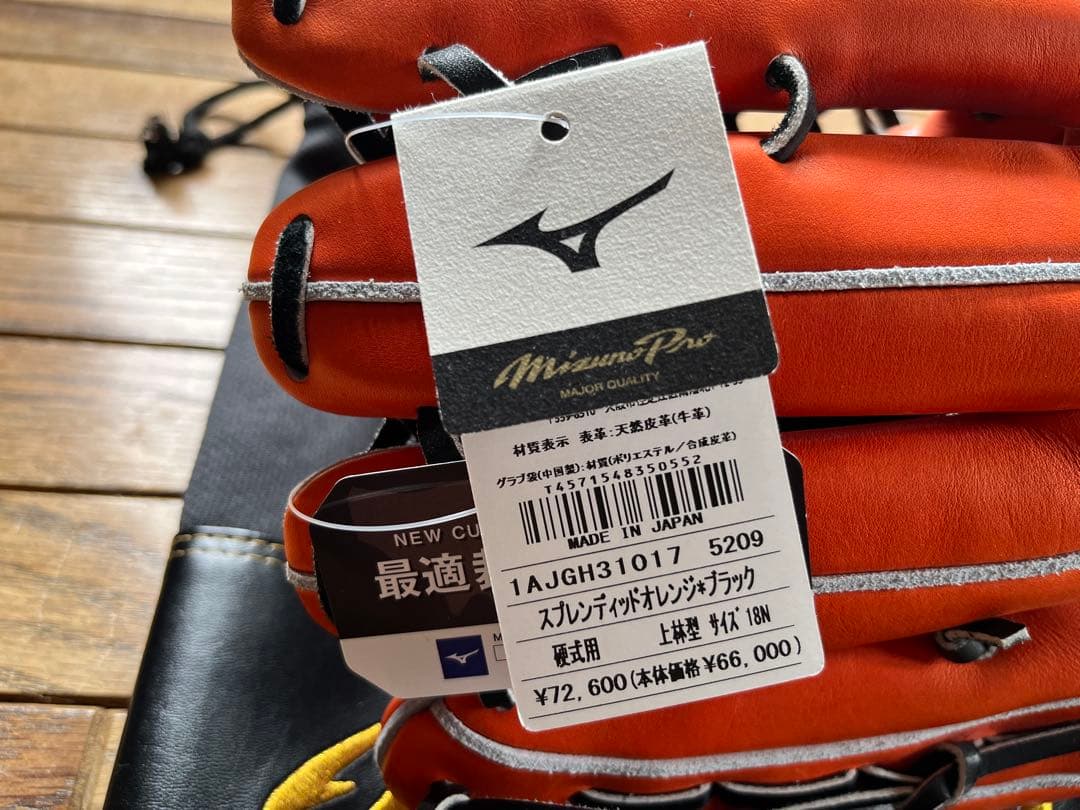 Mizuno Pro
MAJOR QUALITY
材質表示 表革:天然皮革(牛革)
グラブ袋(中国製):材質(ポリエステル/合成皮革)
T4571548350552
MADE IN JAPAN
1AJGH31017 5209
スプレンディッドオレンジ*ブラック
硬式用 上林型 サイズ 18N
¥72,600(本体価格¥66,000)
NEW
最適